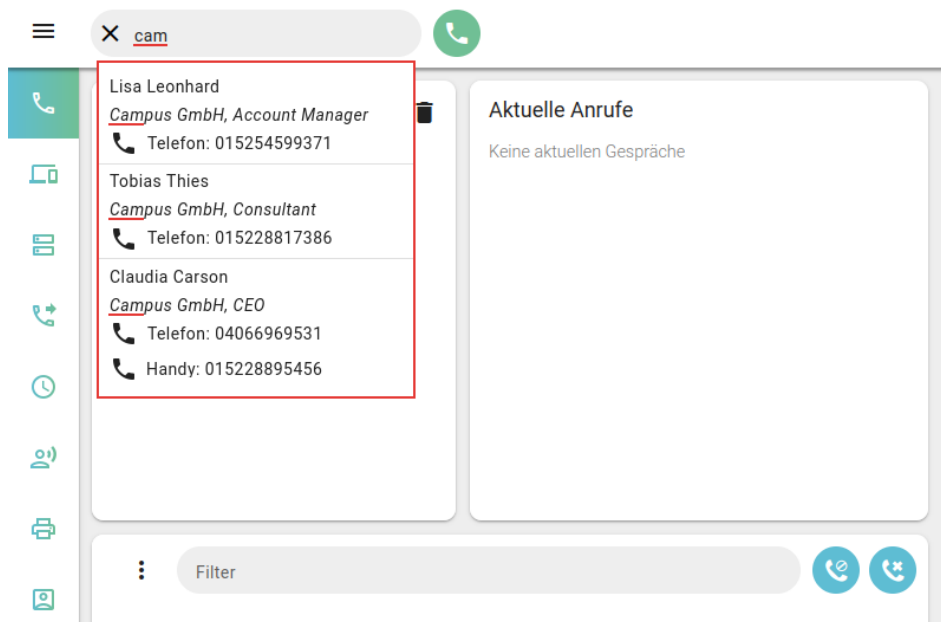 cam
Lisa Leonhard
Campus GmbH, Account Manager
Telefon: 015254599371
Tobias Thies
Campus GmbH, Consultant
Telefon: 015228817386
Claudia Carson
Campus GmbH, CEO
Telefon: 04066969531
Handy: 015228895456
Aktuelle Anrufe
Keine aktuellen Gespräche
Filter